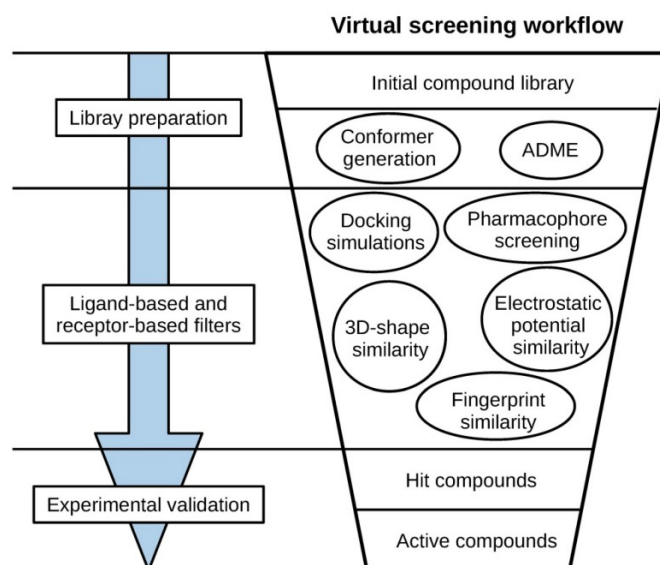 Virtual screening workflow
Initial compound library
Libray preparation
Conformer
generation
ADME
Docking
simulations
Pharmacophore
screening
Ligand-based and
receptor-based filters
3D-shape
similarity
Electrostatic
potential
similarity
Fingerprint
similarity
Experimental validation
Hit compounds
Active compounds